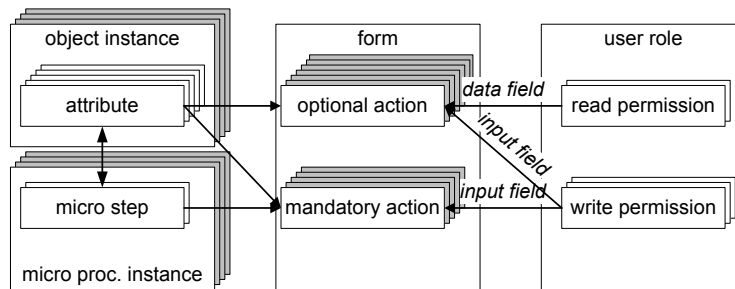 object instance
form
user role
attribute
optional action
data field
read permission
input field
micro step
mandatory action
input field
write permission
micro proc. instance